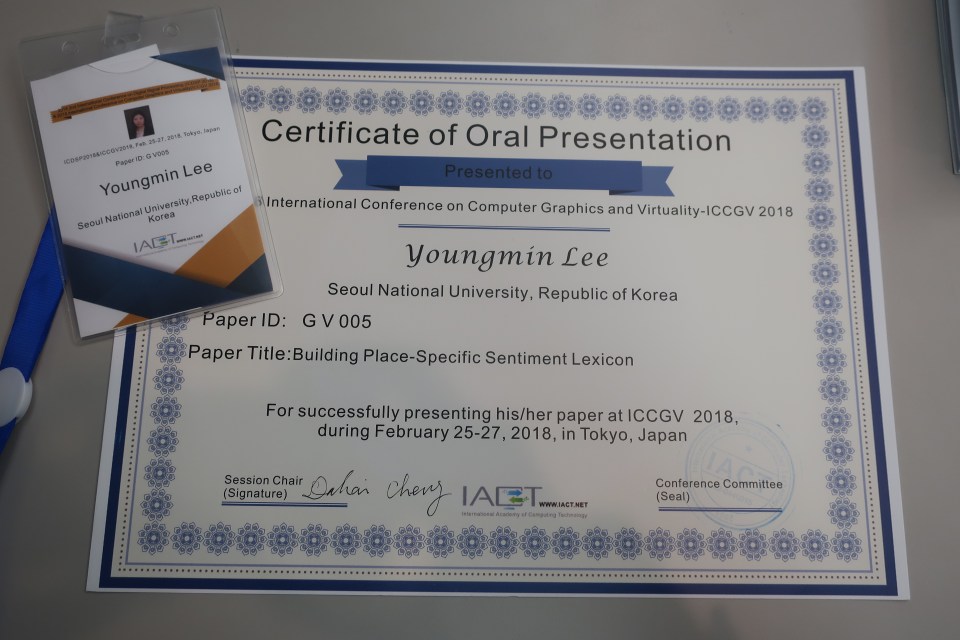 ICDSP2018&ICCGV2018, Feb. 25-27, 2018, Tokyo, Japan
Paper ID: G V005
Youngmin Lee
Seoul National University,Republic of
Korea
IACT WWW.IACT.NET
Certificate of Oral Presentation
Presented to
International Conference on Computer Graphics and Virtuality-ICCGV 2018
Youngmin Lee
Seoul National University, Republic of Korea
Paper ID: G V 005
Paper Title:Building Place-Specific Sentiment Lexicon
For successfully presenting his/her paper at ICCGV 2018,
during February 25-27, 2018, in Tokyo, Japan
Session Chair
(Signature)
IACT WWW.IACT.NET
International Academy of Computing Technology
Conference Committee
(Seal)
IACT